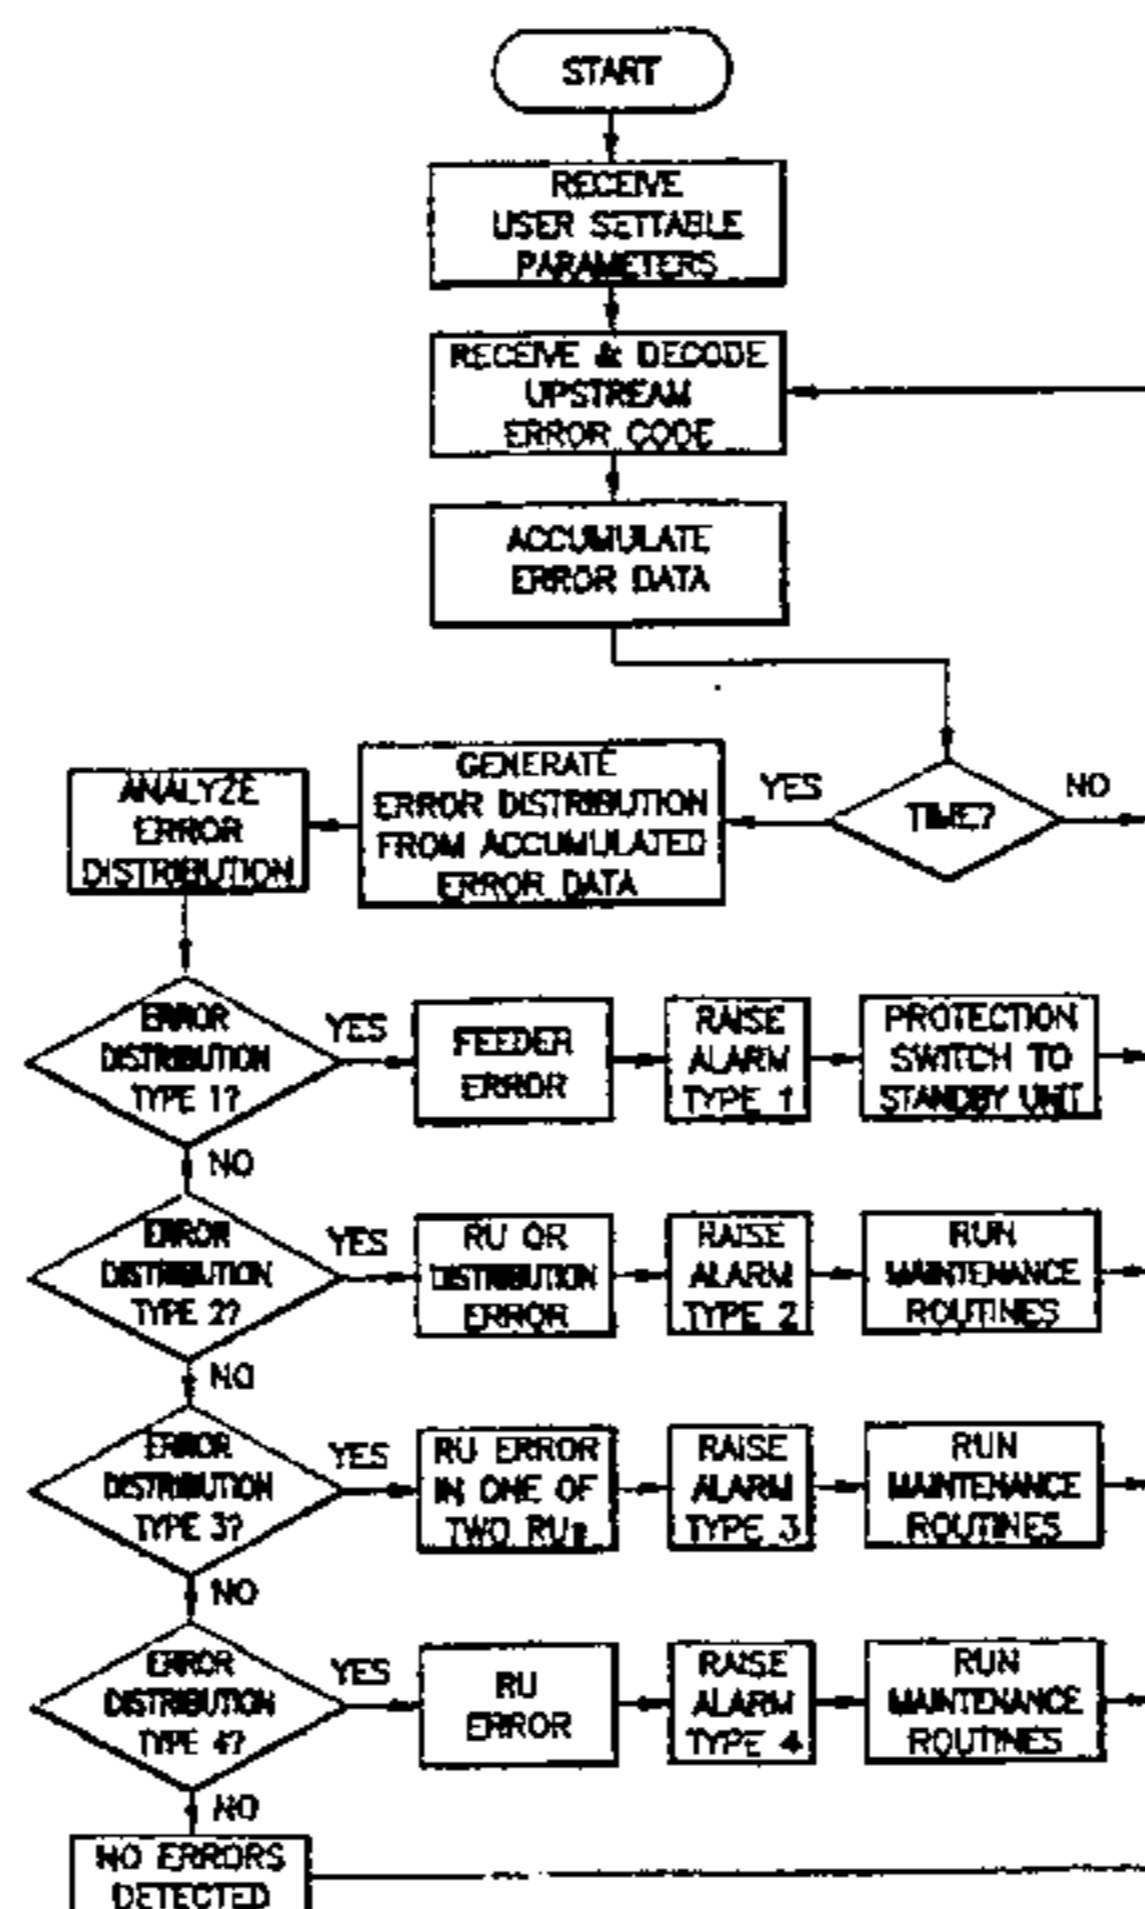 START
RECEIVE
USER SETTABLE
PARAMETERS
RECEIVE & DECODE
UPSTREAM
ERROR CODE
ACCUMULATE
ERROR DATA
TIME?
YES
NO
GENERATE
ERROR DISTRIBUTION
FROM ACCUMULATED
ERROR DATA
ANALYZE
ERROR
DISTRIBUTION
ERROR
DISTRIBUTION
TYPE 1?
YES
FEEDER
ERROR
RAISE
ALARM
TYPE 1
PROTECTION
SWITCH TO
STANDBY UNIT
NO
ERROR
DISTRIBUTION
TYPE 2?
YES
RU OR
DISTRIBUTION
ERROR
RAISE
ALARM
TYPE 2
RUN
MAINTENANCE
ROUTINES
NO
ERROR
DISTRIBUTION
TYPE 3?
YES
RU ERROR
IN ONE OF
TWO RUs
RAISE
ALARM
TYPE 3
RUN
MAINTENANCE
ROUTINES
NO
ERROR
DISTRIBUTION
TYPE 4?
YES
RU
ERROR
RAISE
ALARM
TYPE 4
RUN
MAINTENANCE
ROUTINES
NO
NO ERRORS
DETECTED